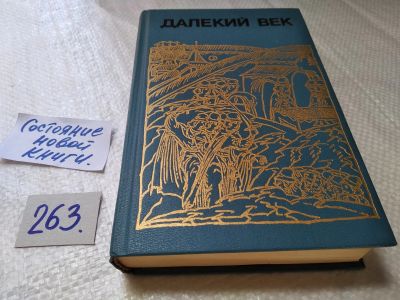 ДАЛЕКИЙ ВЕК
Состояние
новой
книги.
263.